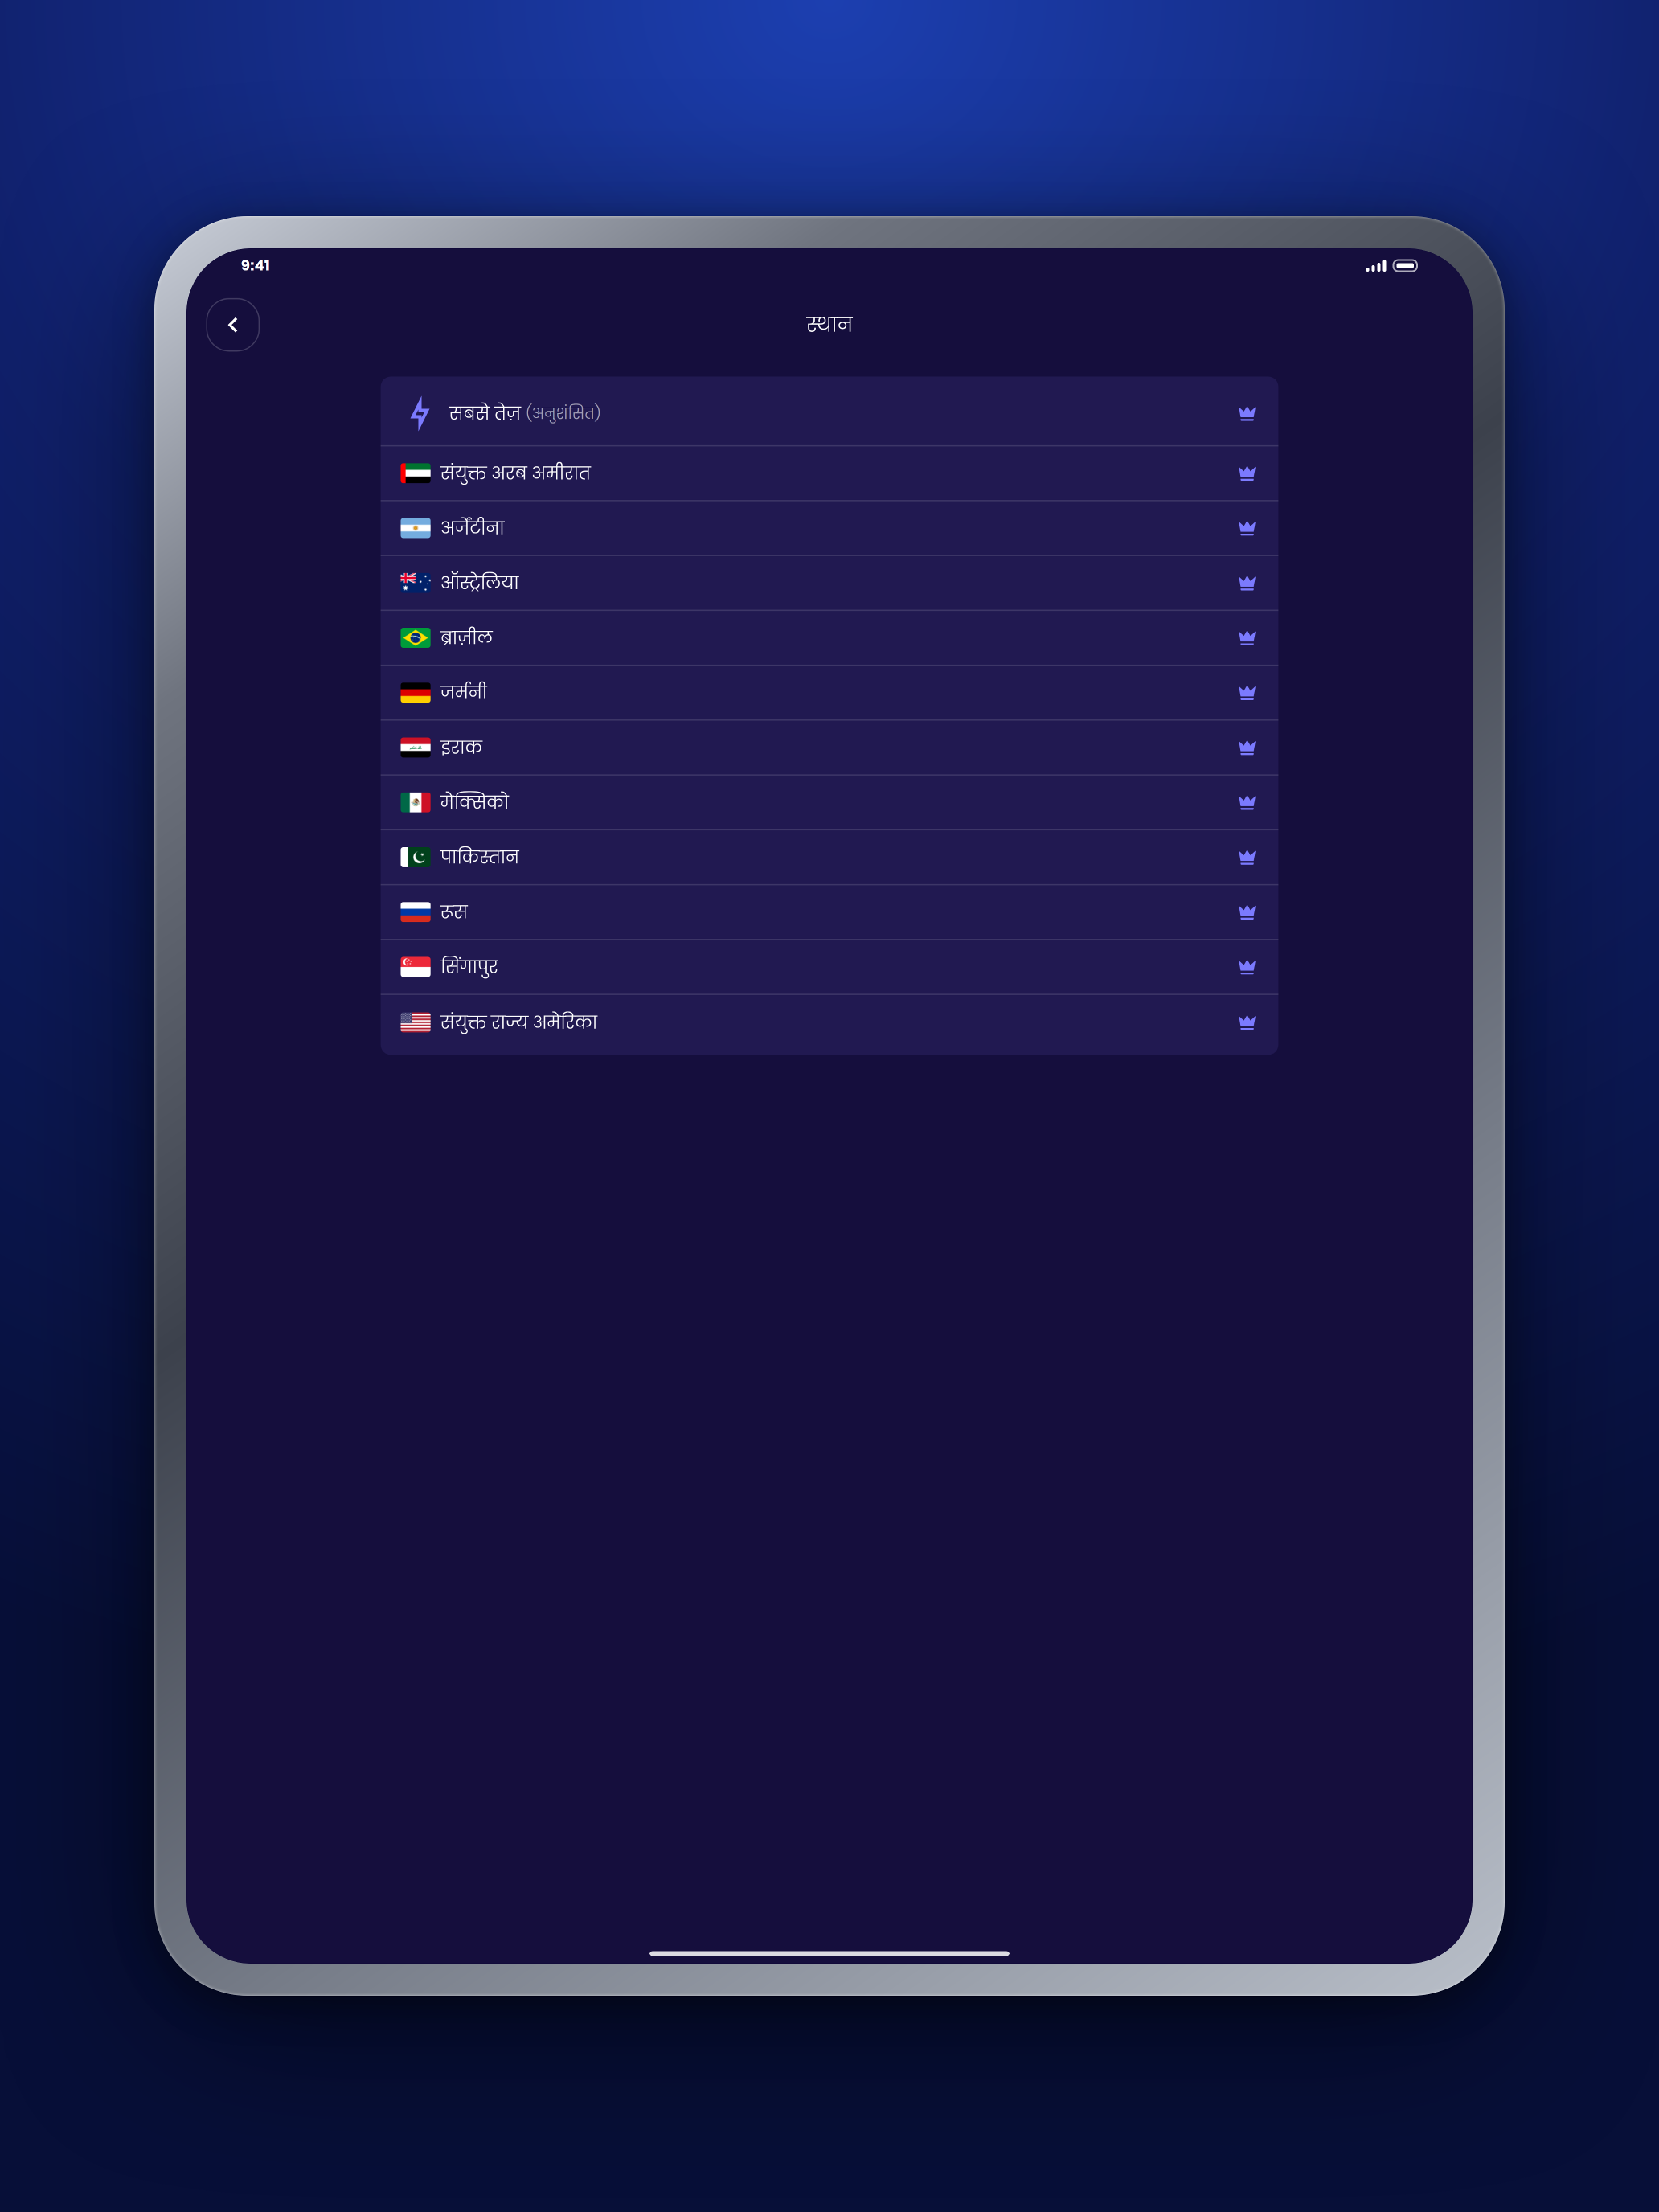 9:41
स्थान
सबसे तेज़ (अनुशंसित)
संयुक्त अरब अमीरात
अर्जेंटीना
ऑस्ट्रेलिया
ब्राज़ील
जर्मनी
इराक
मेक्सिको
पाकिस्तान
रूस
सिंगापुर
संयुक्त राज्य अमेरिका